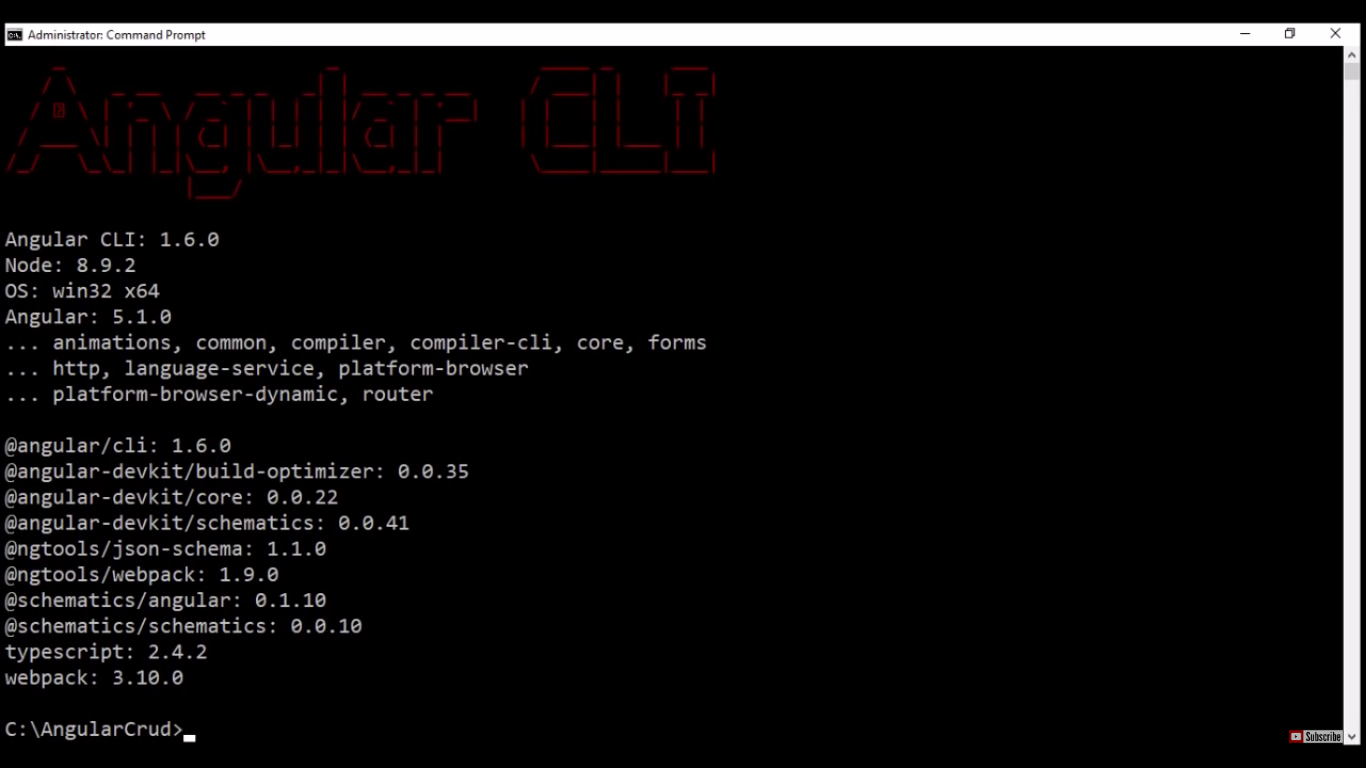 Administrator: Command Prompt
Angular CLI
Angular CLI: 1.6.0
Node: 8.9.2
OS: win32 x64
Angular: 5.1.0
... animations, common, compiler, compiler-cli, core, forms
... http, language-service, platform-browser
... platform-browser-dynamic, router
@angular/cli: 1.6.0
@angular-devkit/build-optimizer: 0.0.35
@angular-devkit/core: 0.0.22
@angular-devkit/schematics: 0.0.41
@ngtools/json-schema: 1.1.0
@ngtools/webpack: 1.9.0
@schematics/angular: 0.1.10
@schematics/schematics: 0.0.10
typescript: 2.4.2
webpack: 3.10.0
C:\AngularCrud>
Subscribe